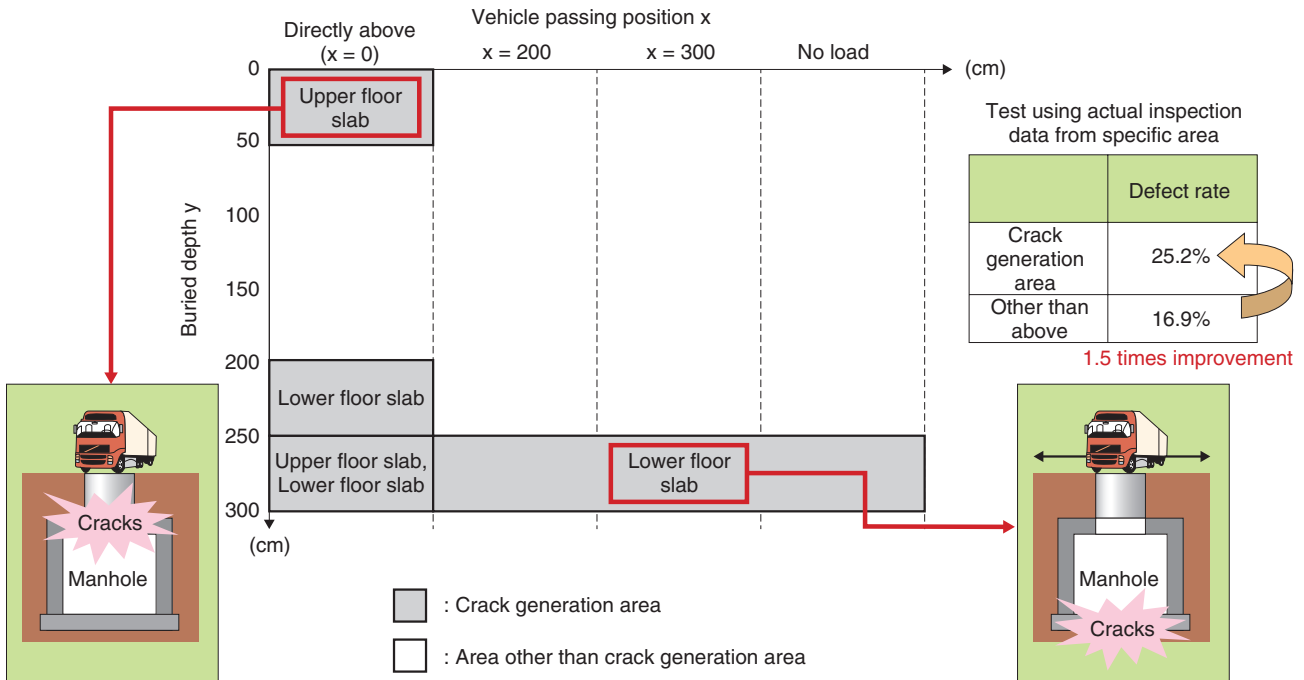 Vehicle passing position x
Directly above
(x = 0)
x = 200
x = 300
No load
(cm)
Buried depth y
0
50
100
150
200
250
300
(cm)
Upper floor
slab
Lower floor slab
Upper floor slab,
Lower floor slab
Lower floor
slab
Test using actual inspection
data from specific area
Defect rate
Crack
generation
area
25.2%
Other than
above
16.9%
1.5 times improvement
Cracks
Manhole
Manhole
Cracks
: Crack generation area
: Area other than crack generation area